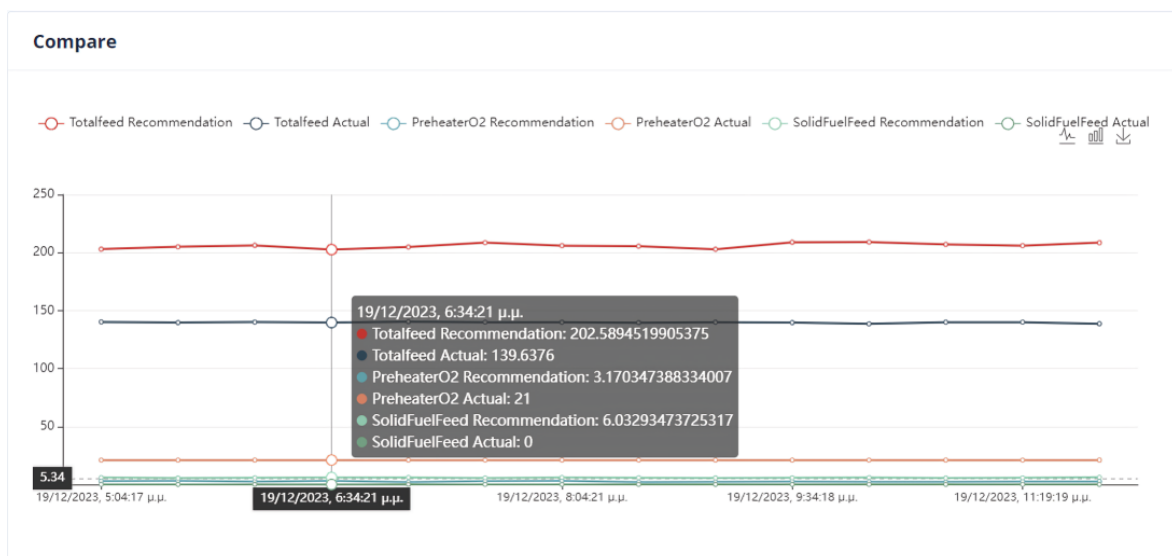 Compare
Totalfeed Recommendation Totalfeed Actual PreheaterO2 Recommendation PreheaterO2 Actual SolidFuelFeed Recommendation SolidFuelFeed Actual
250
200
150
100
50
5.34
19/12/2023, 6:34:21 μ.μ.
Totalfeed Recommendation: 202.5894519905375
Totalfeed Actual: 139.6376
PreheaterO2 Recommendation: 3.170347388334007
PreheaterO2 Actual: 21
SolidFuelFeed Recommendation: 6.03293473725317
SolidFuelFeed Actual: 0
19/12/2023, 5:04:17 μ.μ. 19/12/2023, 6:34:21 μ.μ. 19/12/2023, 8:04:21 μ.μ. 19/12/2023, 9:34:18 μ.μ. 19/12/2023, 11:19:19 μ.μ.